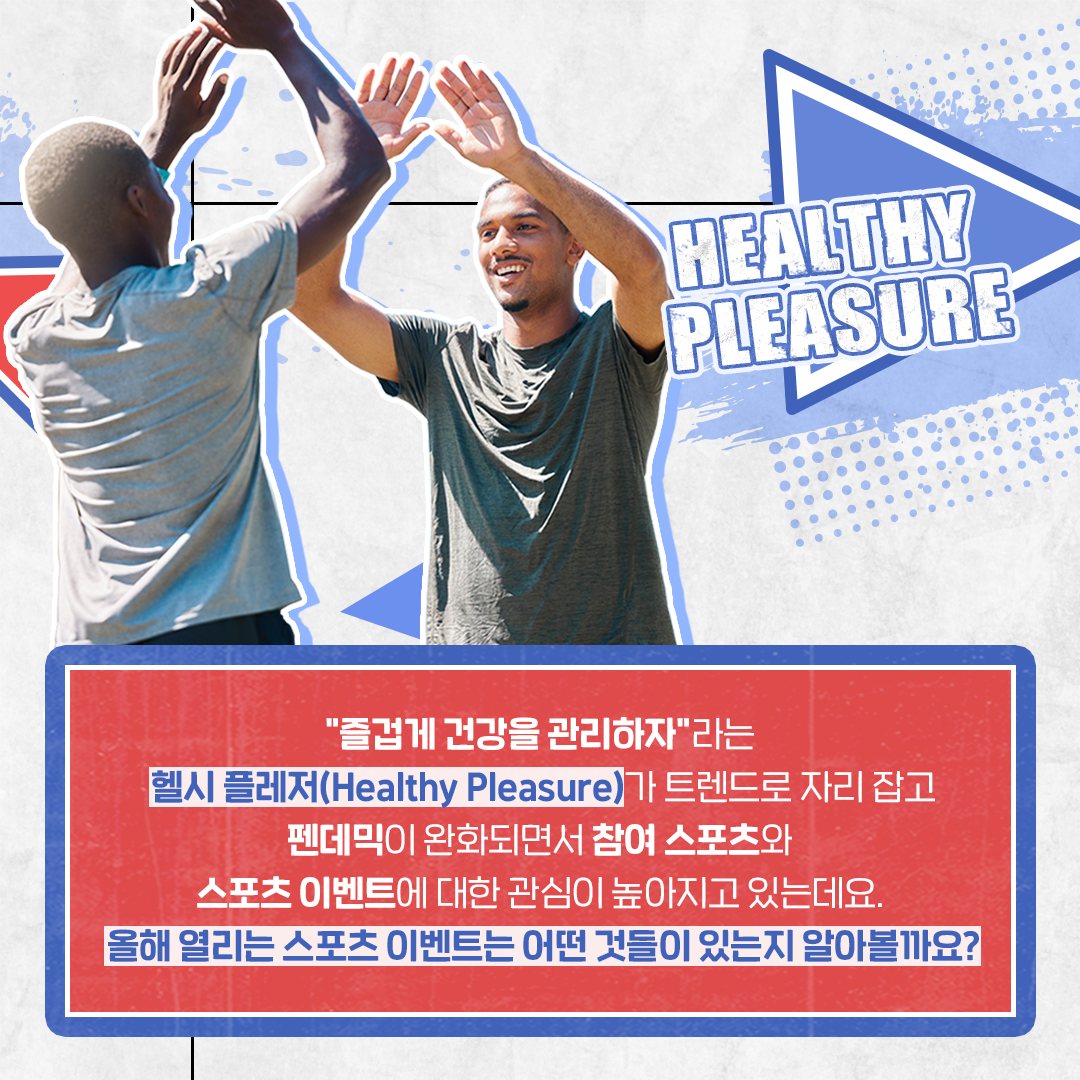 HEALTHY
PLEASURE
"즐겁게 건강을 관리하자"라는
헬시 플레저(Healthy Pleasure)가 트렌드로 자리 잡고
펜데믹이 완화되면서 참여 스포츠와
스포츠 이벤트에 대한 관심이 높아지고 있는데요.
올해 열리는 스포츠 이벤트는 어떤 것들이 있는지 알아볼까요?